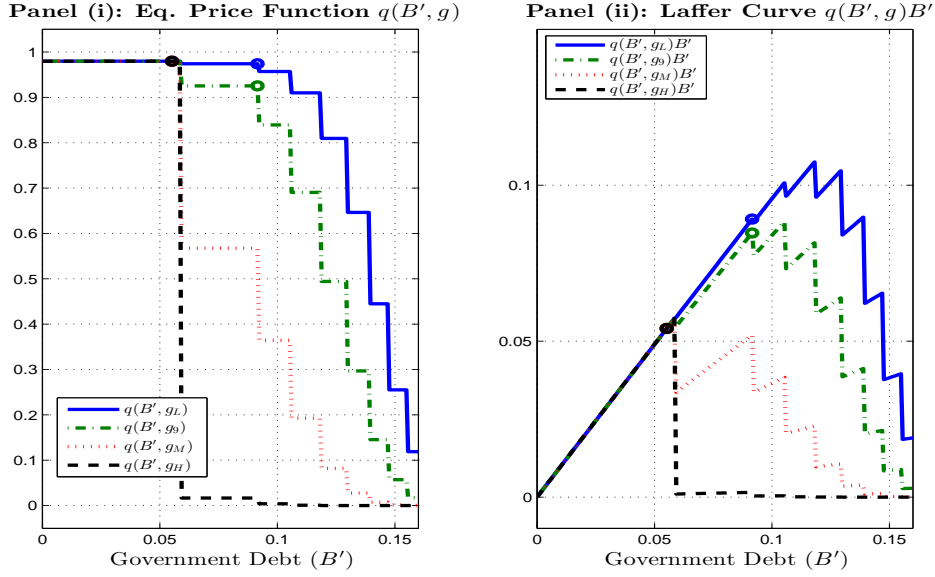 Panel (i): Eq. Price Function q(B′, g)
1
0.9
0.8
0.7
0.6
0.5
0.4
0.3
0.2
0.1
0
q(B′, g_L)
q(B′, g_9)
q(B′, g_M)
q(B′, g_H)
0
0.05
0.1
0.15
Government Debt (B′)
Panel (ii): Laffer Curve q(B′, g)B′
q(B′, g_L)B′
q(B′, g_9)B′
q(B′, g_M)B′
q(B′, g_H)B′
0.1
0.05
0
0
0.05
0.1
0.15
Government Debt (B′)